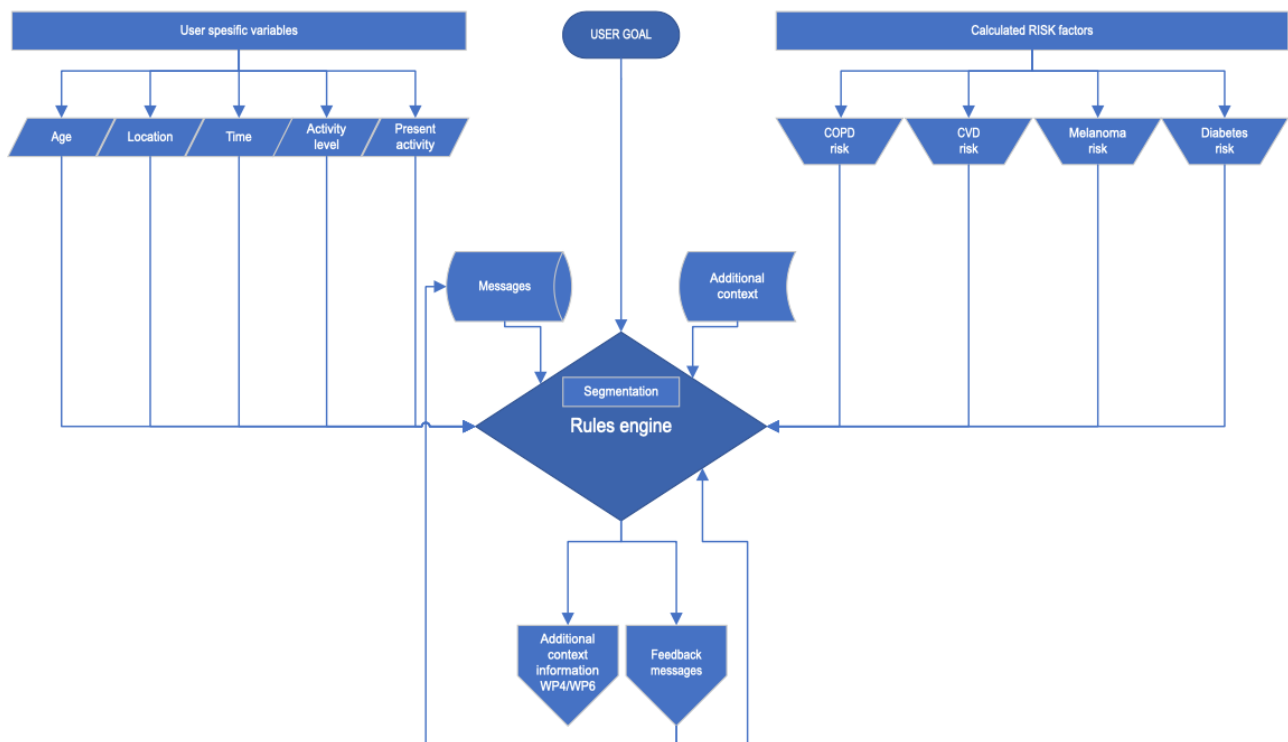 User spesific variables
USER GOAL
Calculated RISK factors
Age
Location
Time
Activity
level
Present
activity
COPD
risk
CVD
risk
Melanoma
risk
Diabetes
risk
Messages
Additional
context
Segmentation
Rules engine
Additional
context
information
WP4/WP6
Feedback
messages